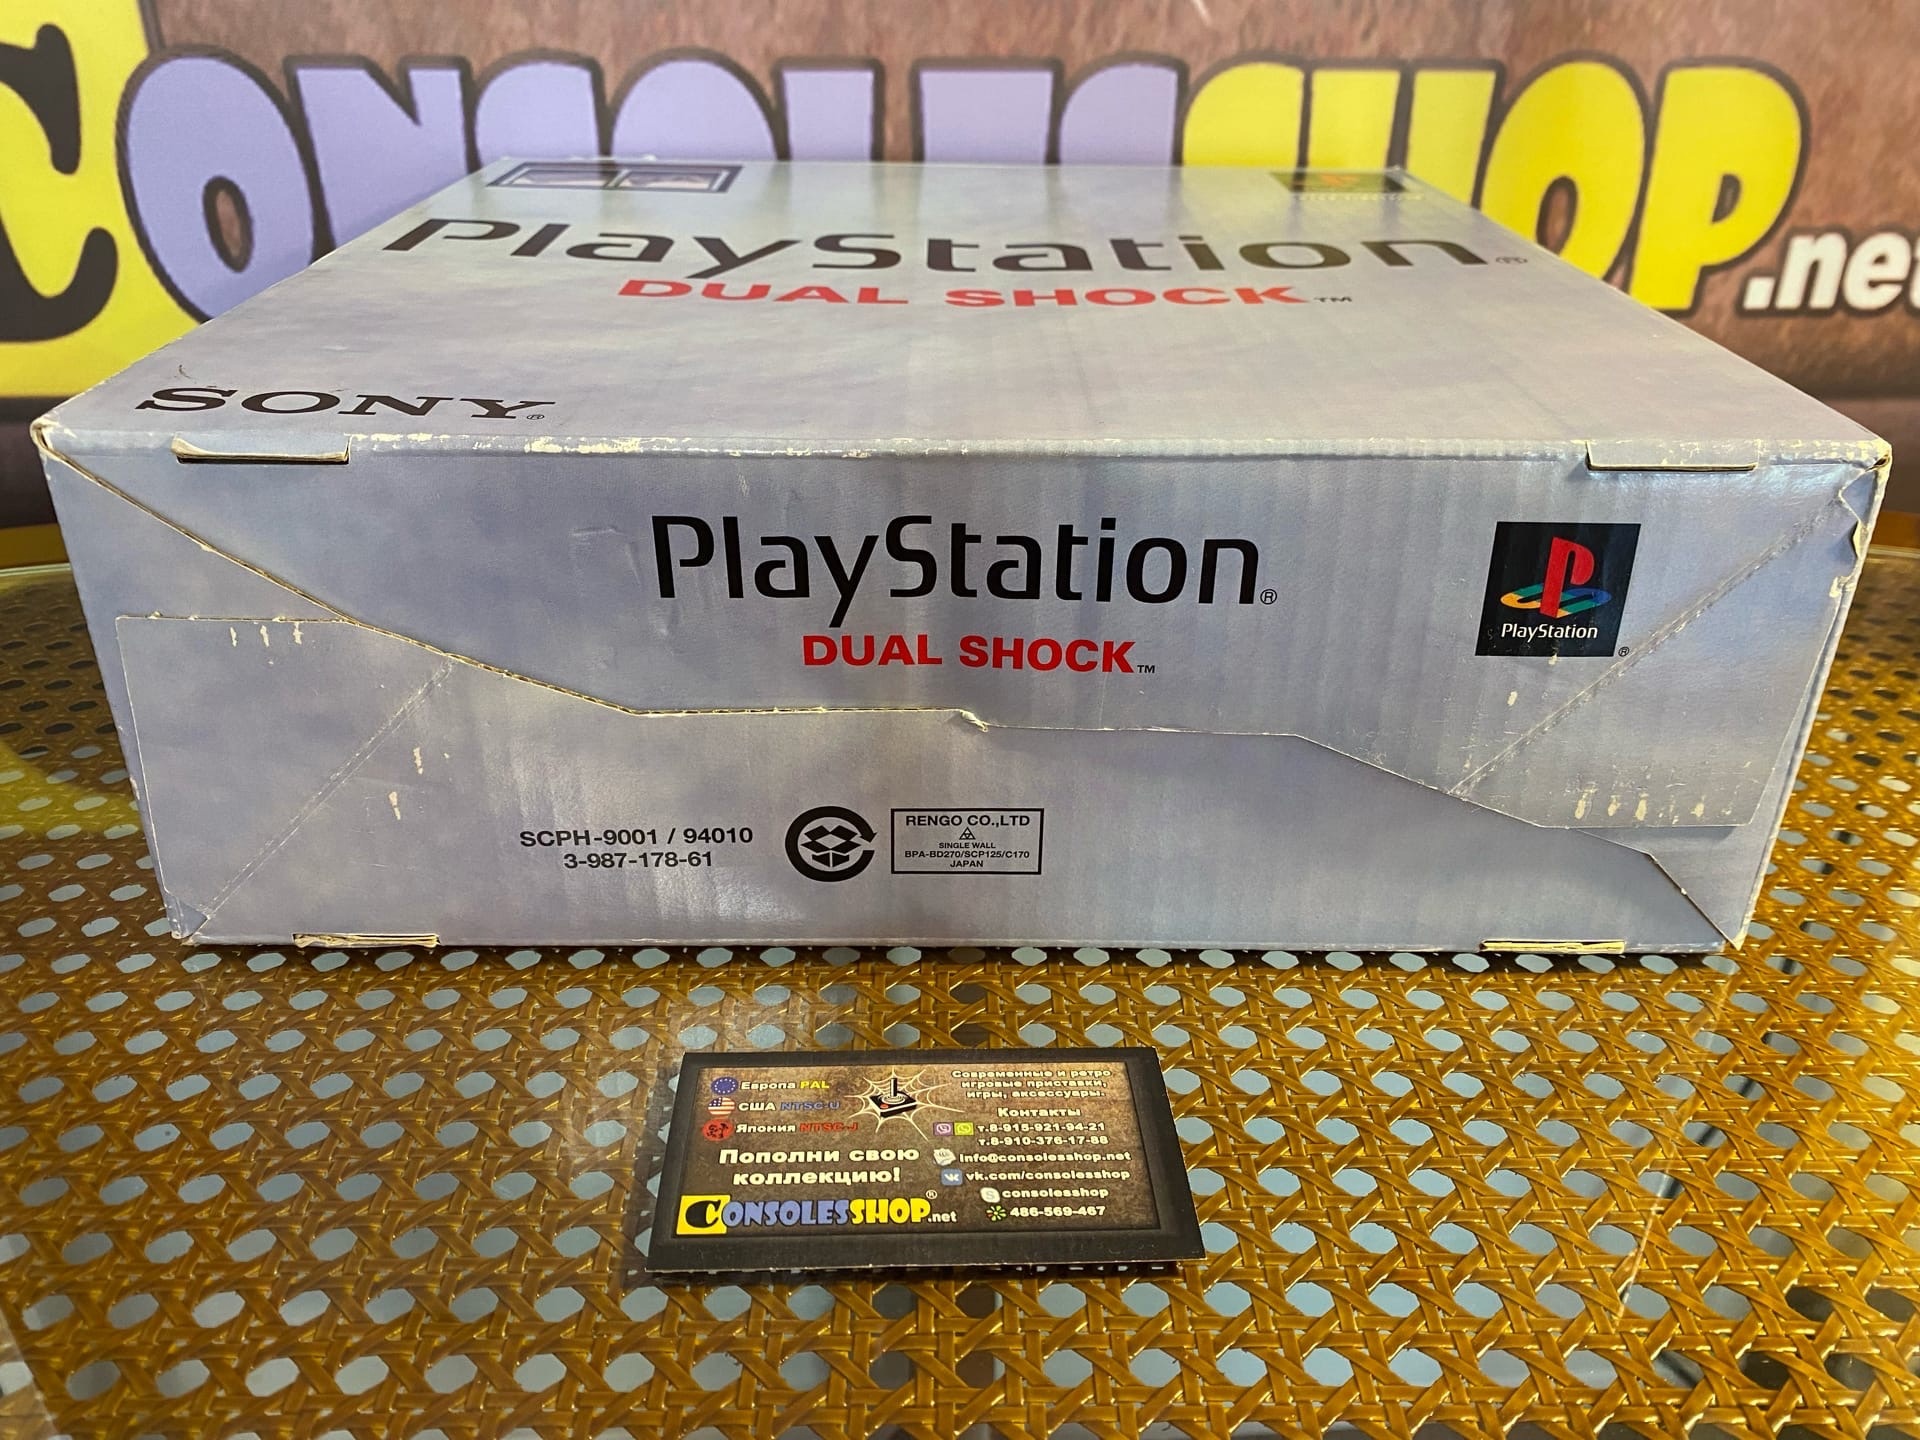 CONSOLESSHOP.net
PlayStation®
DUAL SHOCK™
SONY®
PlayStation®
DUAL SHOCK™
PlayStation®
SCPH-9001 / 94010
3-987-178-61
RENGO CO.,LTD
SINGLE WALL
BPA-BD270/SCP125/C170
JAPAN
Европа PAL
США NTSC-U
Япония NTSC-J
Пополни свою
коллекцию!
CONSOLESSHOP®.net
Современные и ретро
игровые приставки,
игры, аксессуары.
Контакты
т.8-915-921-94-21
т.8-910-376-17-88
info@consolesshop.net
vk.com/consolesshop
consolesshop
486-569-467